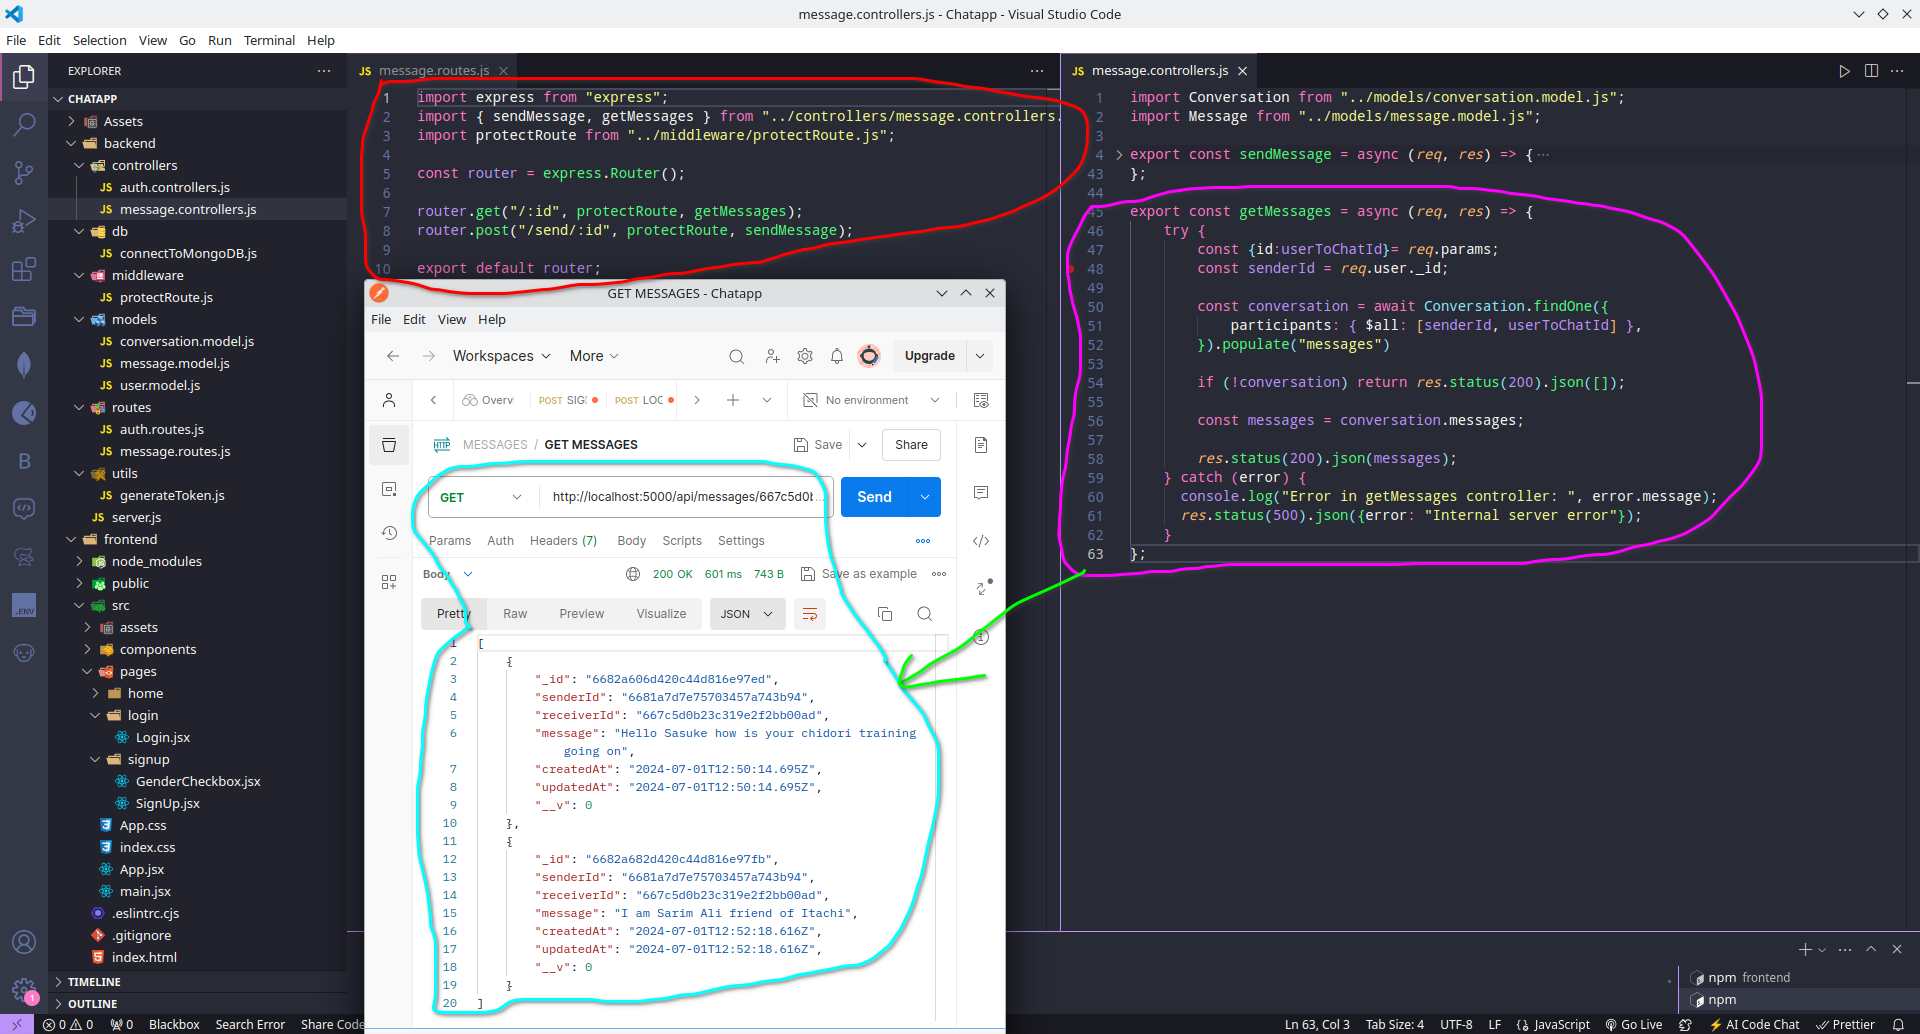 message.controllers.js - Chatapp - Visual Studio Code
File Edit Selection View Go Run Terminal Help
EXPLORER
CHATAPP
Assets
backend
controllers
JS auth.controllers.js
JS message.controllers.js
db
JS connectToMongoDB.js
middleware
JS protectRoute.js
models
JS conversation.model.js
JS message.model.js
JS user.model.js
routes
JS auth.routes.js
JS message.routes.js
utils
JS generateToken.js
JS server.js
frontend
node_modules
public
src
assets
components
pages
home
login
Login.jsx
signup
GenderCheckbox.jsx
SignUp.jsx
App.css
index.css
App.jsx
main.jsx
.eslintrc.cjs
.gitignore
index.html
TIMELINE
OUTLINE
B
.ENV
1
JS message.routes.js
1 import express from "express";
2 import { sendMessage, getMessages } from "../controllers/message.controllers.
3 import protectRoute from "../middleware/protectRoute.js";
4
5 const router = express.Router();
6
7 router.get("/:id", protectRoute, getMessages);
8 router.post("/send/:id", protectRoute, sendMessage);
9
10 export default router;
JS message.controllers.js
1 import Conversation from "../models/conversation.model.js";
2 import Message from "../models/message.model.js";
3
4 export const sendMessage = async (req, res) => { ···
43 };
44
45 export const getMessages = async (req, res) => {
46 try {
47 const {id:userToChatId}= req.params;
48 const senderId = req.user._id;
49
50 const conversation = await Conversation.findOne({
51 participants: { $all: [senderId, userToChatId] },
52 }).populate("messages")
53
54 if (!conversation) return res.status(200).json([]);
55
56 const messages = conversation.messages;
57
58 res.status(200).json(messages);
59 } catch (error) {
60 console.log("Error in getMessages controller: ", error.message);
61 res.status(500).json({error: "Internal server error"});
62 }
63 };
GET MESSAGES - Chatapp
File Edit View Help
Workspaces More Upgrade
Overvi POST SIG POST LOG No environment
HTTP MESSAGES / GET MESSAGES Save Share
GET http://localhost:5000/api/messages/667c5d0b... Send
Params Auth Headers (7) Body Scripts Settings
Body 200 OK 601 ms 743 B Save as example
Pretty Raw Preview Visualize JSON
1 [
2 {
3 "_id": "6682a606d420c44d816e97ed",
4 "senderId": "6681a7d7e75703457a743b94",
5 "receiverId": "667c5d0b23c319e2f2bb00ad",
6 "message": "Hello Sasuke how is your chidori training
going on",
7 "createdAt": "2024-07-01T12:50:14.695Z",
8 "updatedAt": "2024-07-01T12:50:14.695Z",
9 "__v": 0
10 },
11 {
12 "_id": "6682a682d420c44d816e97fb",
13 "senderId": "6681a7d7e75703457a743b94",
14 "receiverId": "667c5d0b23c319e2f2bb00ad",
15 "message": "I am Sarim Ali friend of Itachi",
16 "createdAt": "2024-07-01T12:52:18.616Z",
17 "updatedAt": "2024-07-01T12:52:18.616Z",
18 "__v": 0
19 }
20 ]
npm frontend
npm
0 0 0 Blackbox Search Error Share Code
Ln 63, Col 3 Tab Size: 4 UTF-8 LF JavaScript Go Live AI Code Chat Prettier